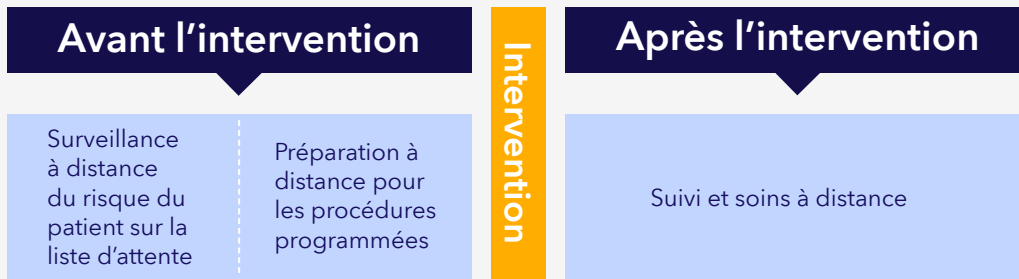 Avant l'intervention
Surveillance
à distance
du risque du
patient sur la
liste d'attente
Préparation à
distance pour
les procédures
programmées
Intervention
Après l'intervention
Suivi et soins à distance